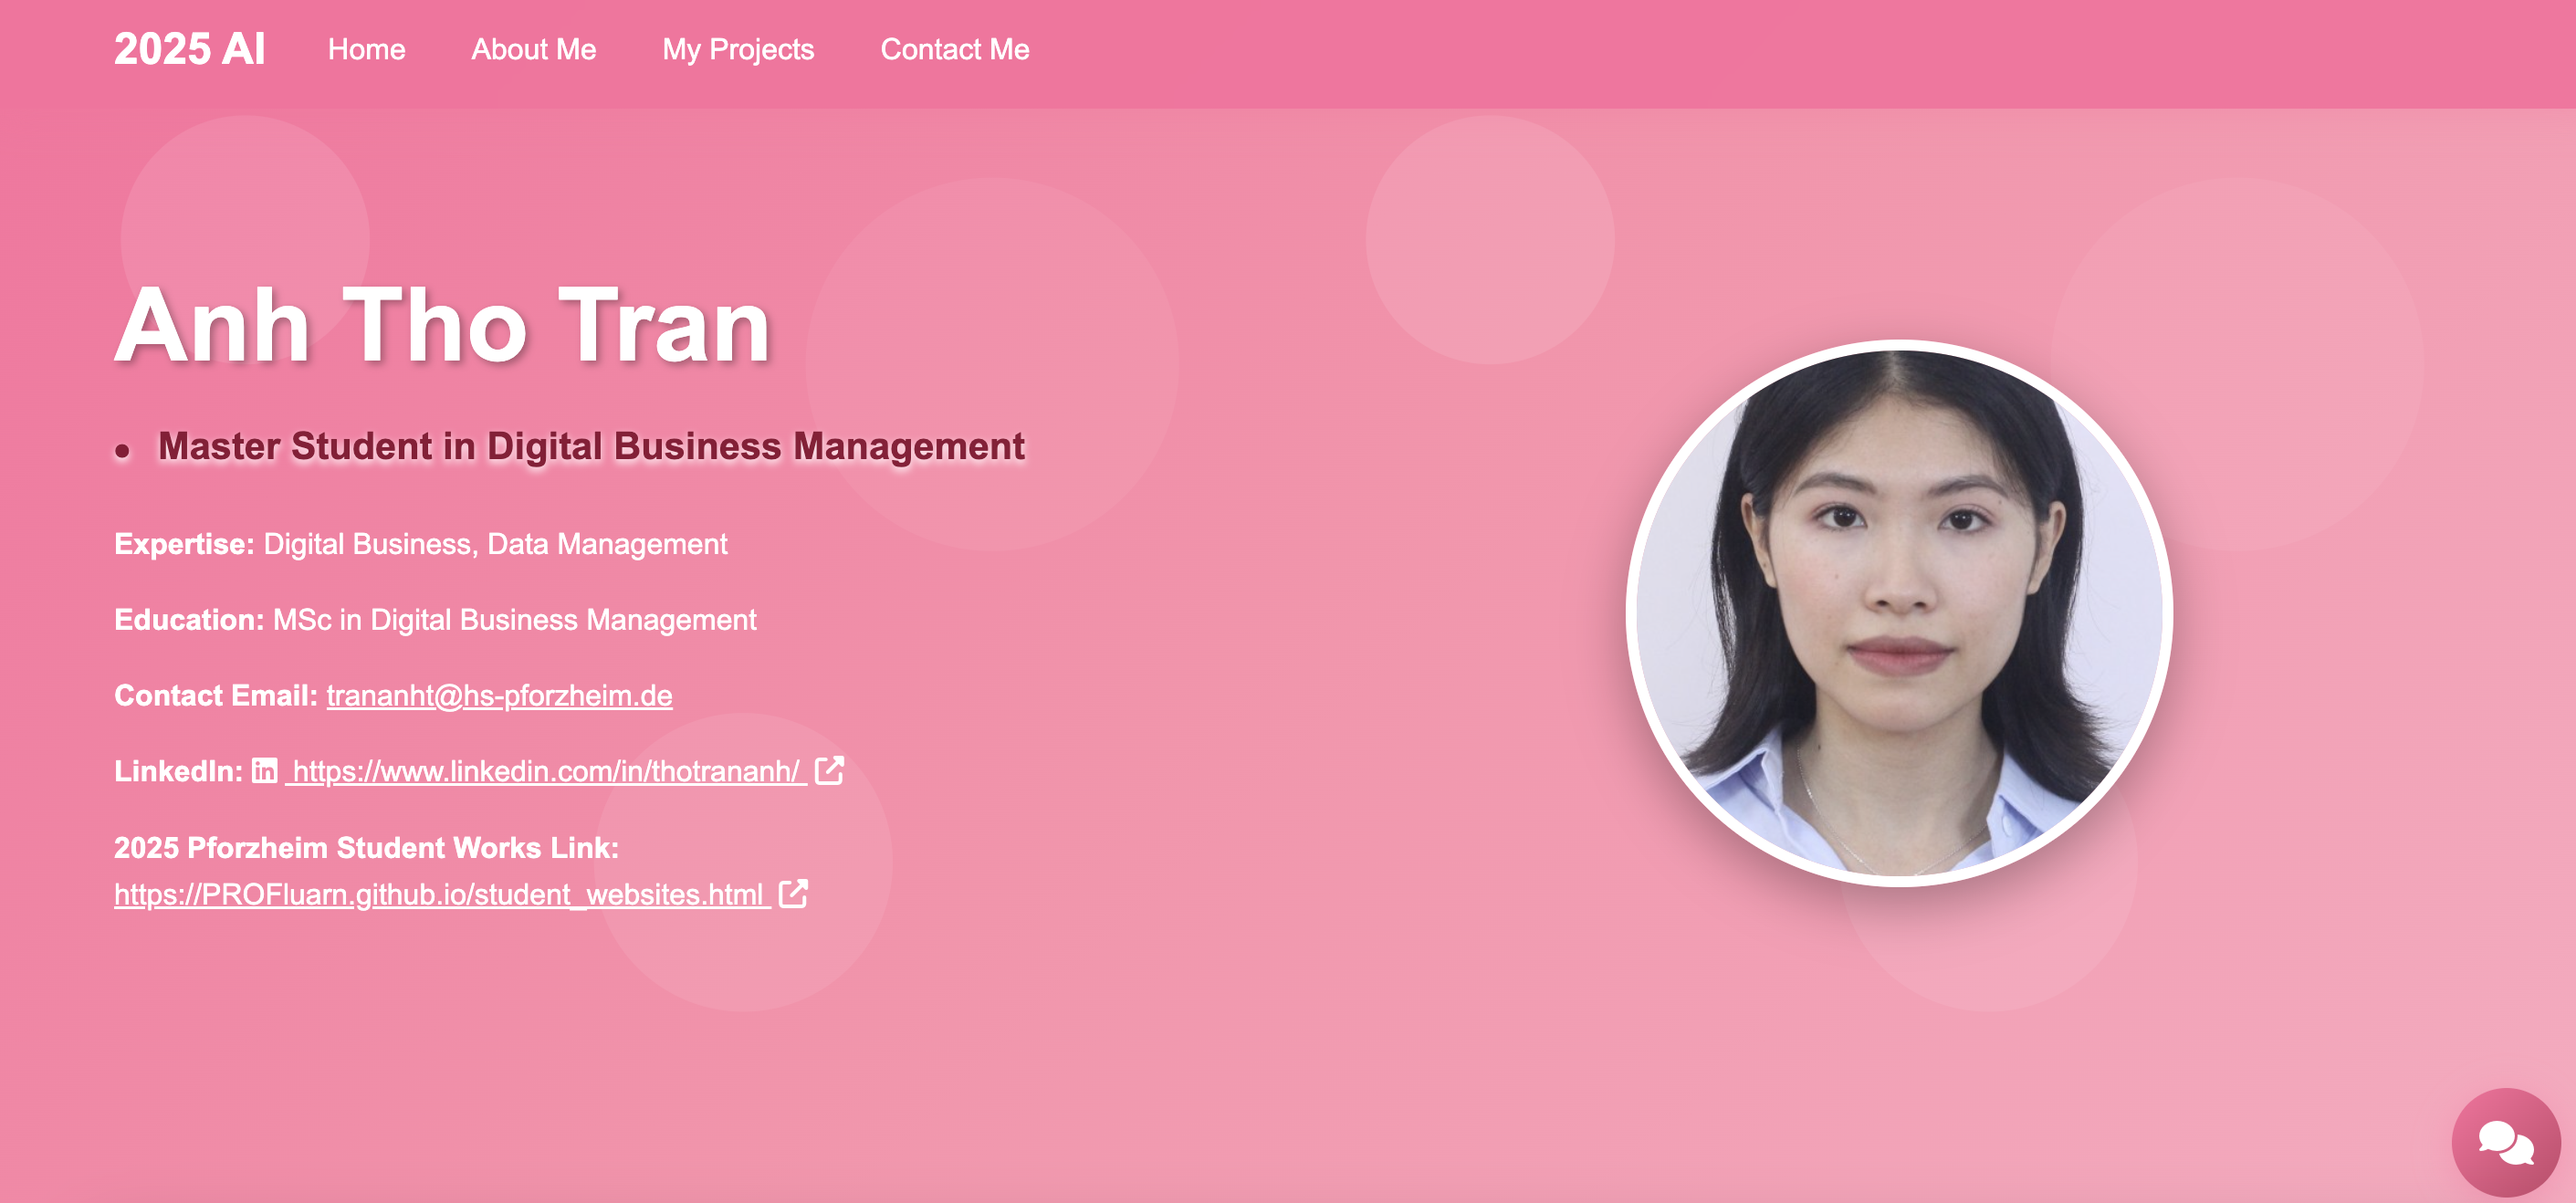 2025 AI Home About Me My Projects Contact Me
Anh Tho Tran
• Master Student in Digital Business Management
Expertise: Digital Business, Data Management
Education: MSc in Digital Business Management
Contact Email: trananht@hs-pforzheim.de
LinkedIn: in https://www.linkedin.com/in/thotrananh/
2025 Pforzheim Student Works Link:
https://PROFluarn.github.io/student_websites.html